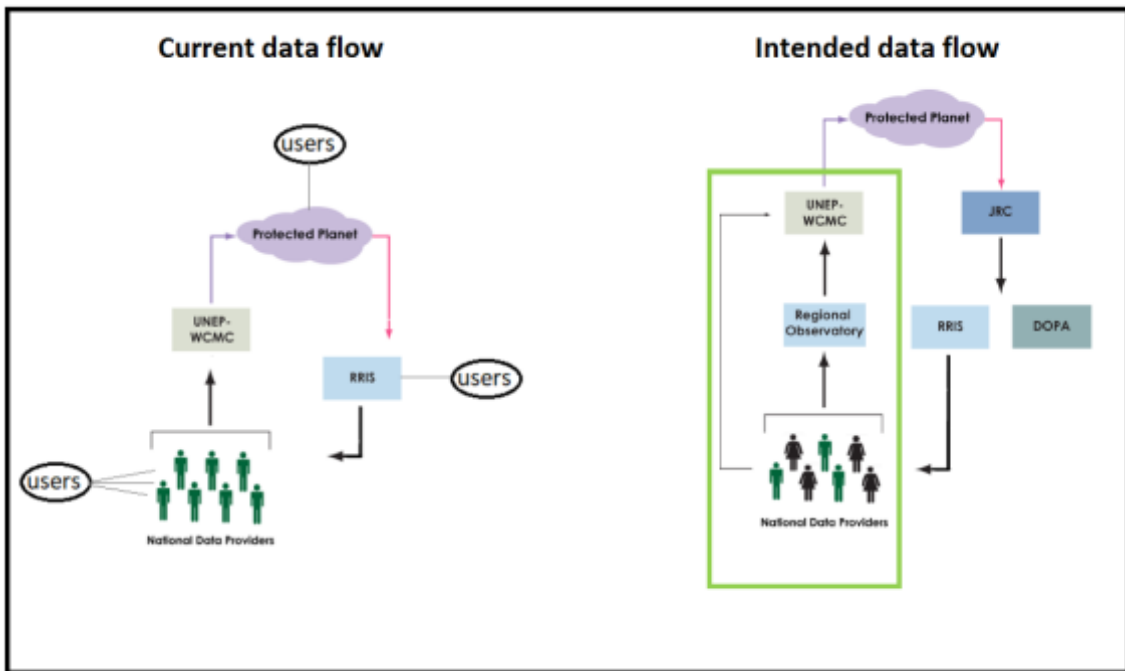 Current data flow
users
Protected Planet
UNEP-
WCMC
RRIS
users
users
National Data Providers
Intended data flow
Protected Planet
UNEP-
WCMC
JRC
Regional
Observatory
RRIS
DOPA
National Data Providers